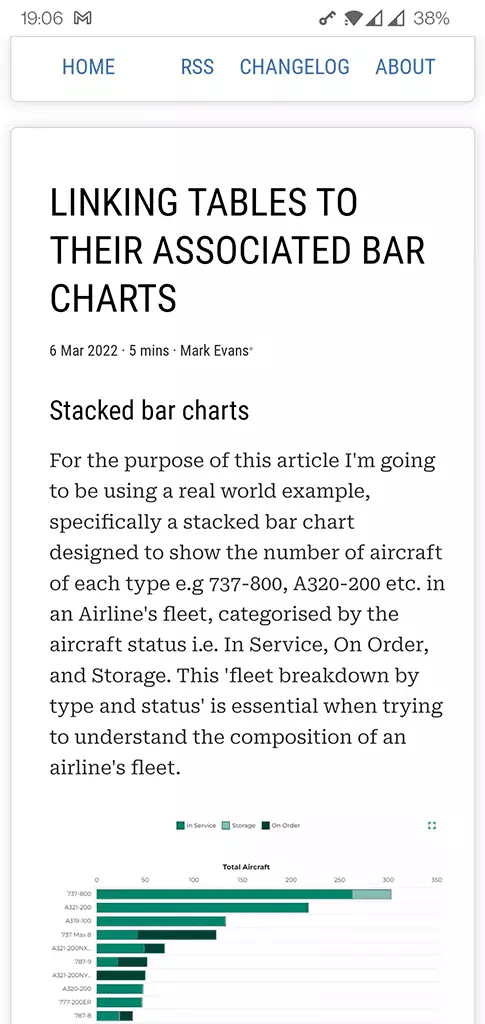 19:06 38%
HOME RSS CHANGELOG ABOUT
LINKING TABLES TO
THEIR ASSOCIATED BAR
CHARTS
6 Mar 2022 · 5 mins · Mark Evans°
Stacked bar charts
For the purpose of this article I'm going
to be using a real world example,
specifically a stacked bar chart
designed to show the number of aircraft
of each type e.g 737-800, A320-200 etc. in
an Airline's fleet, categorised by the
aircraft status i.e. In Service, On Order,
and Storage. This 'fleet breakdown by
type and status' is essential when trying
to understand the composition of an
airline's fleet.
In Service Storage On Order
Total Aircraft
0 50 100 150 200 250 300 350
737-800
A321-200
A319-100
737 Max 8
A321-200NX..
787-9
A321-200NY..
A320-200
777-200ER
787-8